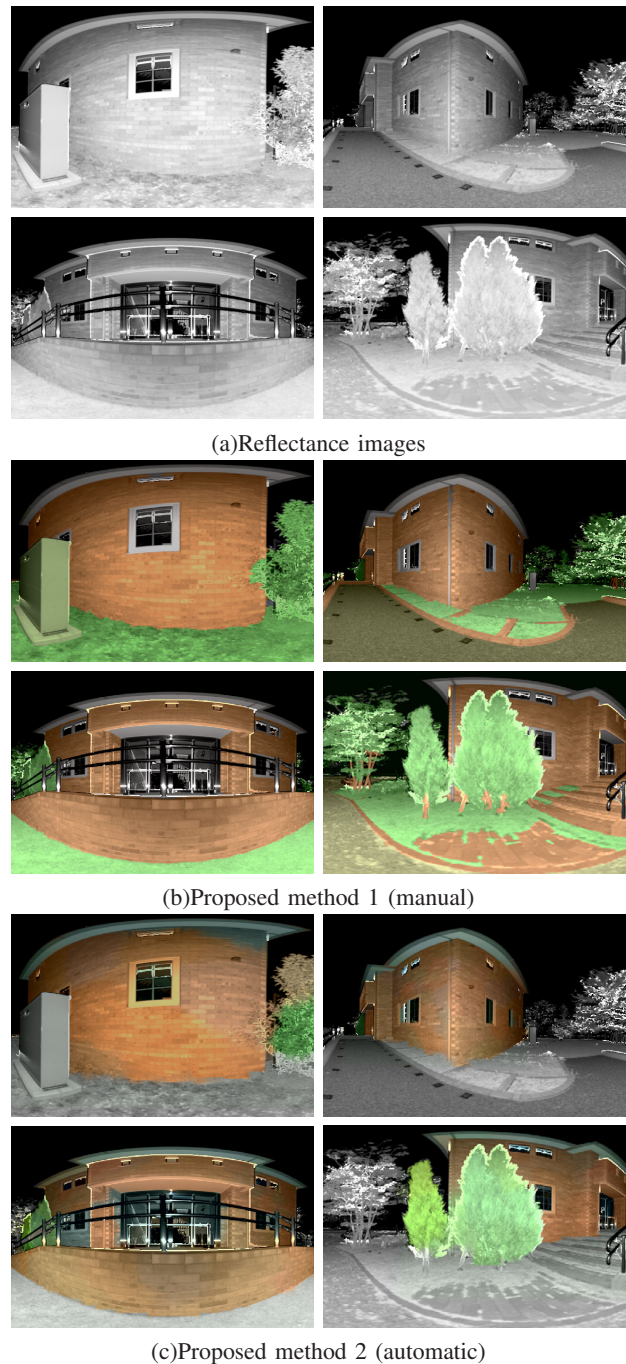 (a)Reflectance images
(b)Proposed method 1 (manual)
(c)Proposed method 2 (automatic)